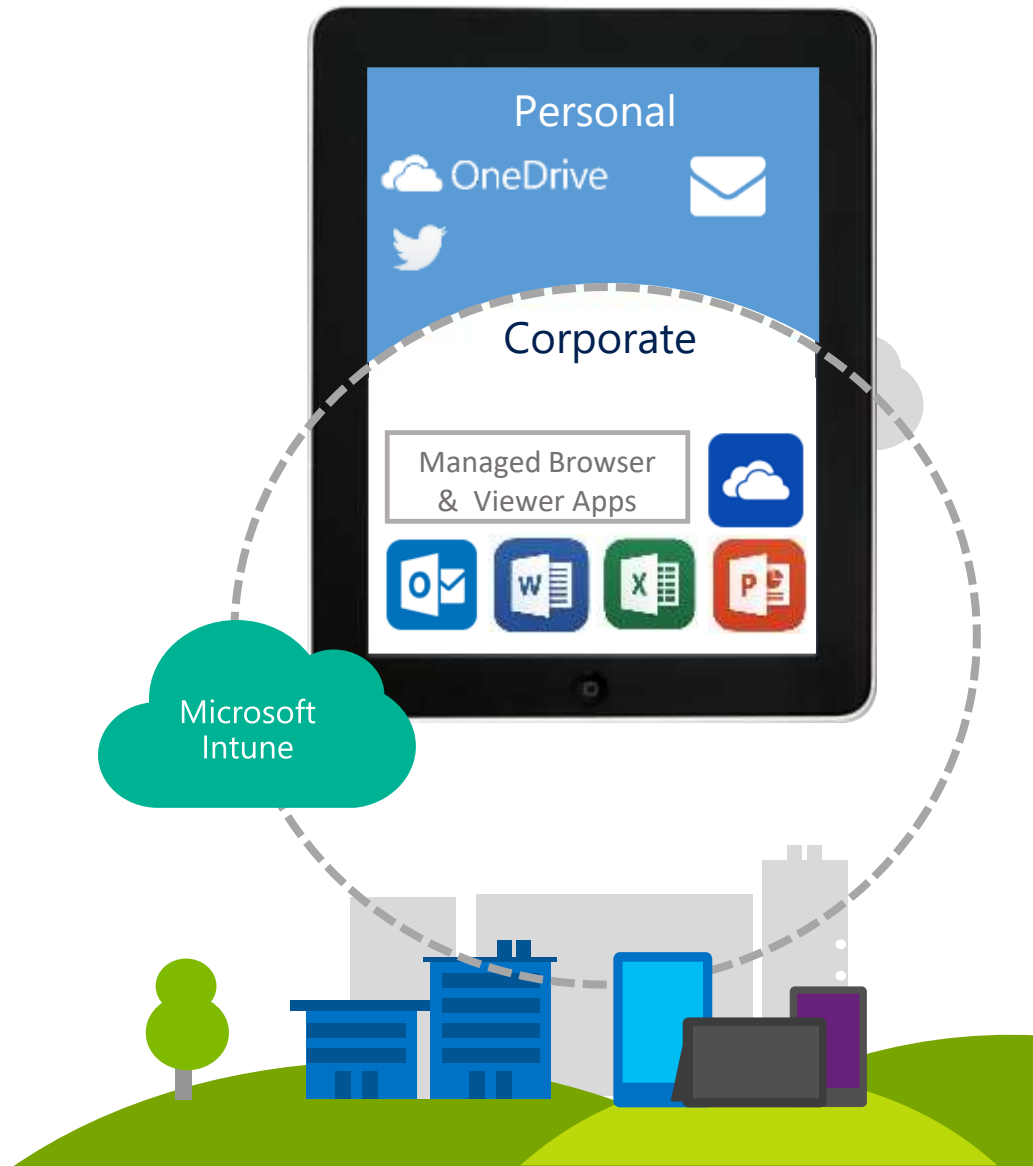 Personal
OneDrive
Corporate
Managed Browser
& Viewer Apps
O
W
X
P
Microsoft
Intune